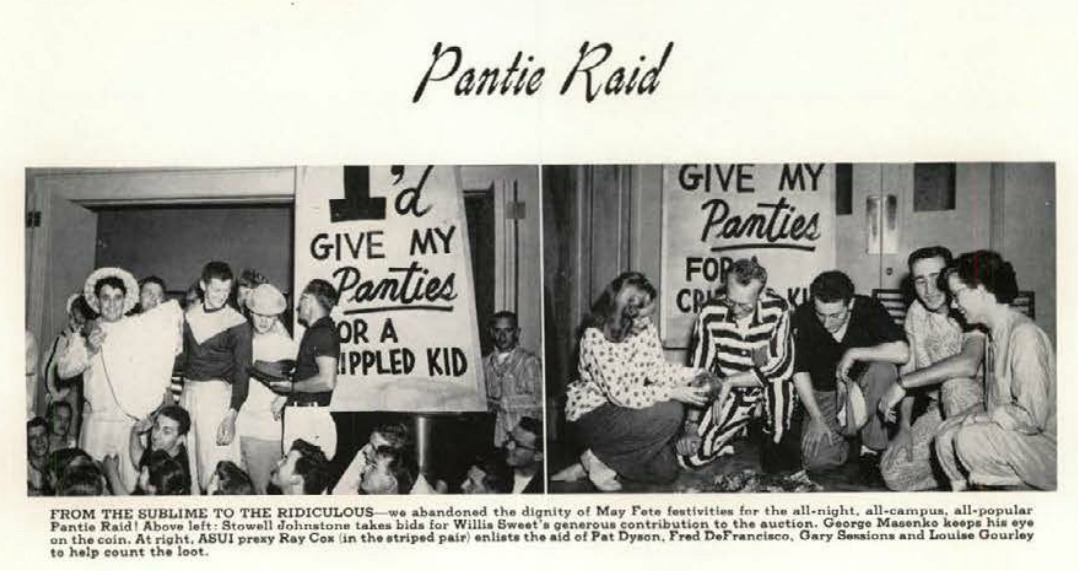 Pantie Raid
I'd
GIVE MY
Panties
OR A
IPPLED KID
GIVE MY
Panties
FOR
CR KI
FROM THE SUBLIME TO THE RIDICULOUS—we abandoned the dignity of May Fete festivities for the all-night, all-campus, all-popular
Pantie Raid! Above left: Stowell Johnstone takes bids for Willis Sweet's generous contribution to the auction. George Masenko keeps his eye
on the coin. At right, ASUI prexy Ray Cox (in the striped pair) enlists the aid of Pat Dyson, Fred DeFrancisco, Gary Sessions and Louise Gourley
to help count the loot.